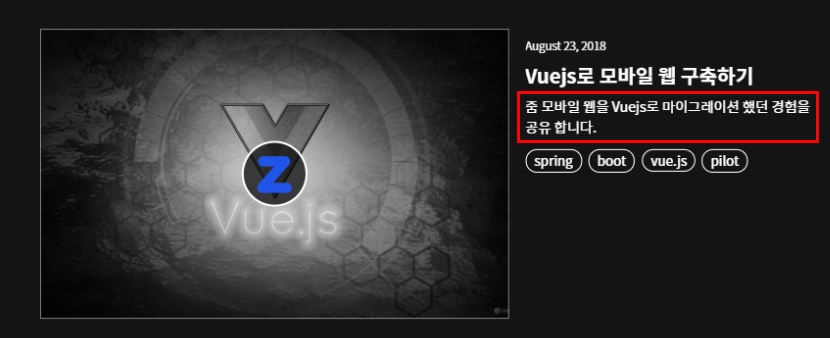 August 23, 2018
Vuejs로 모바일 웹 구축하기
줌 모바일 웹을 Vuejs로 마이그레이션 했던 경험을
공유 합니다.
spring boot vue.js pilot
Z
Vue.js